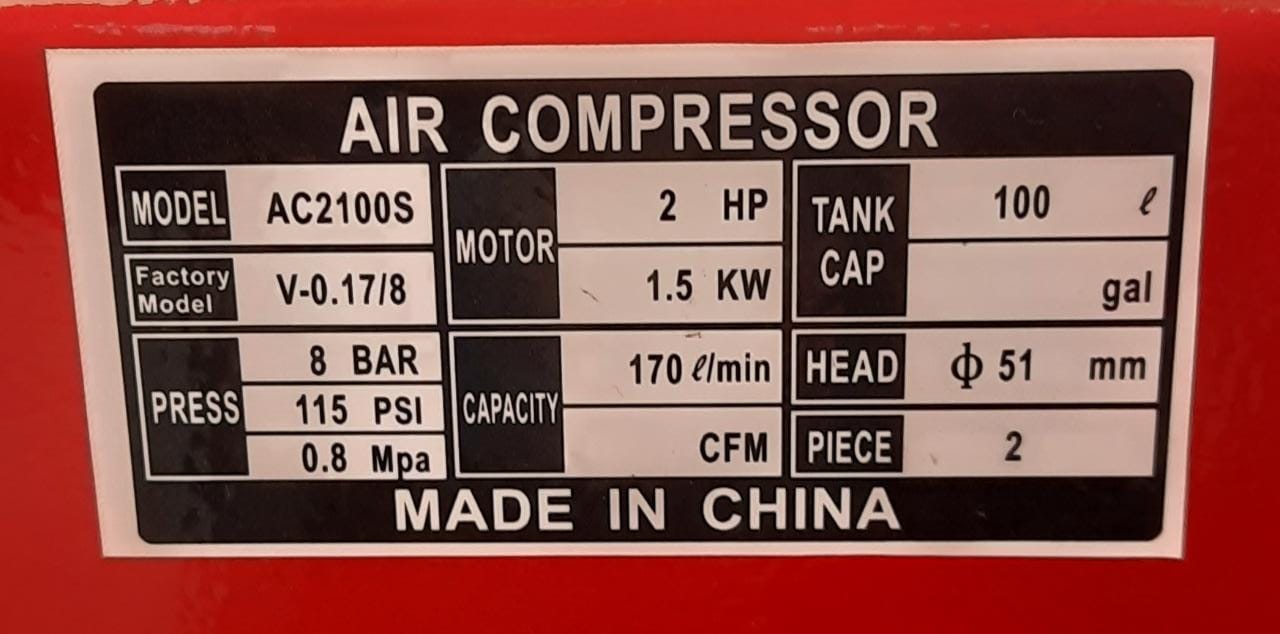 AIR COMPRESSOR
MODEL AC2100S
Factory Model V-0.17/8
PRESS 8 BAR
115 PSI
0.8 Mpa
MOTOR 2 HP
1.5 KW
CAPACITY 170 ℓ/min
CFM
TANK CAP 100 ℓ
gal
HEAD ϕ 51 mm
PIECE 2
MADE IN CHINA